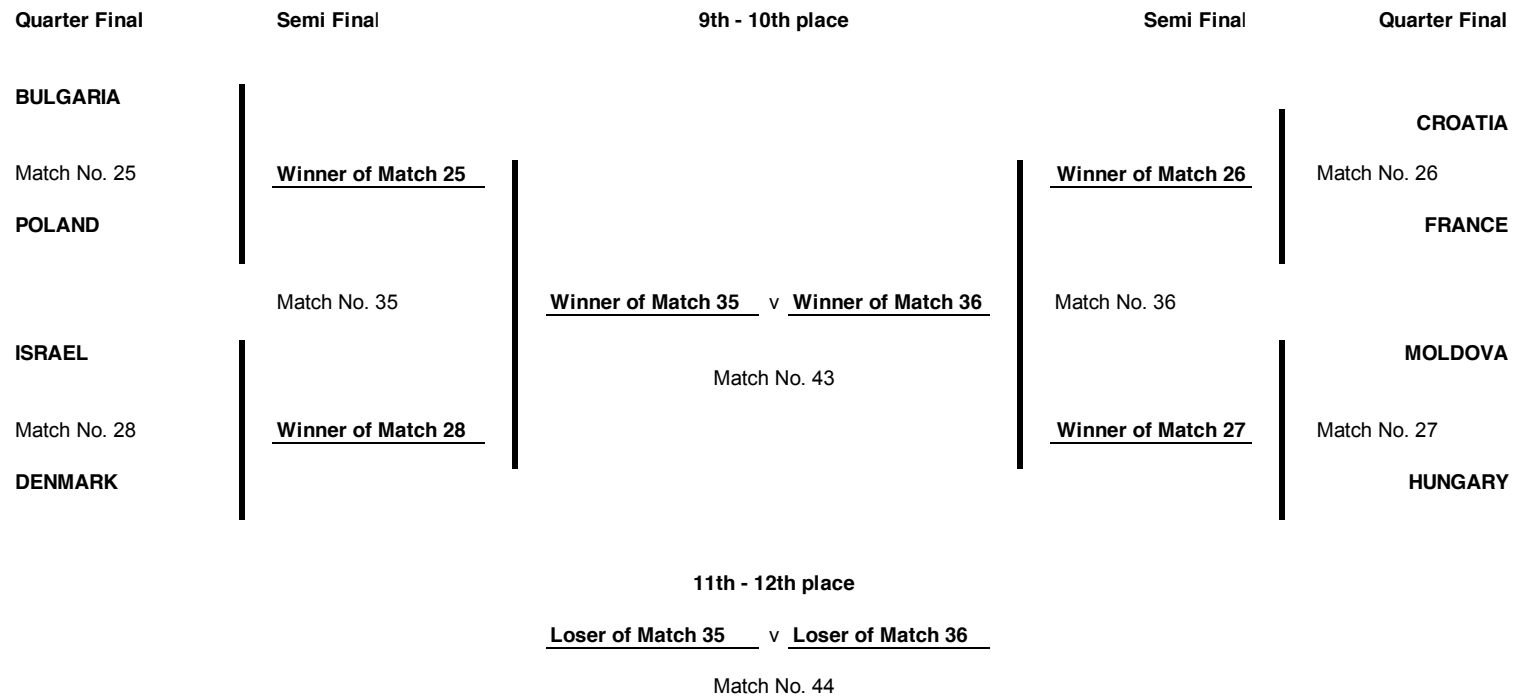 Quarter Final Semi Final 9th - 10th place Semi Final Quarter Final
BULGARIA
CROATIA
Match No. 25 Winner of Match 25 Winner of Match 26 Match No. 26
POLAND FRANCE
Match No. 35 Winner of Match 35 v Winner of Match 36 Match No. 36
ISRAEL MOLDOVA
Match No. 43
Match No. 28 Winner of Match 28 Winner of Match 27 Match No. 27
DENMARK HUNGARY
11th - 12th place
Loser of Match 35 v Loser of Match 36
Match No. 44